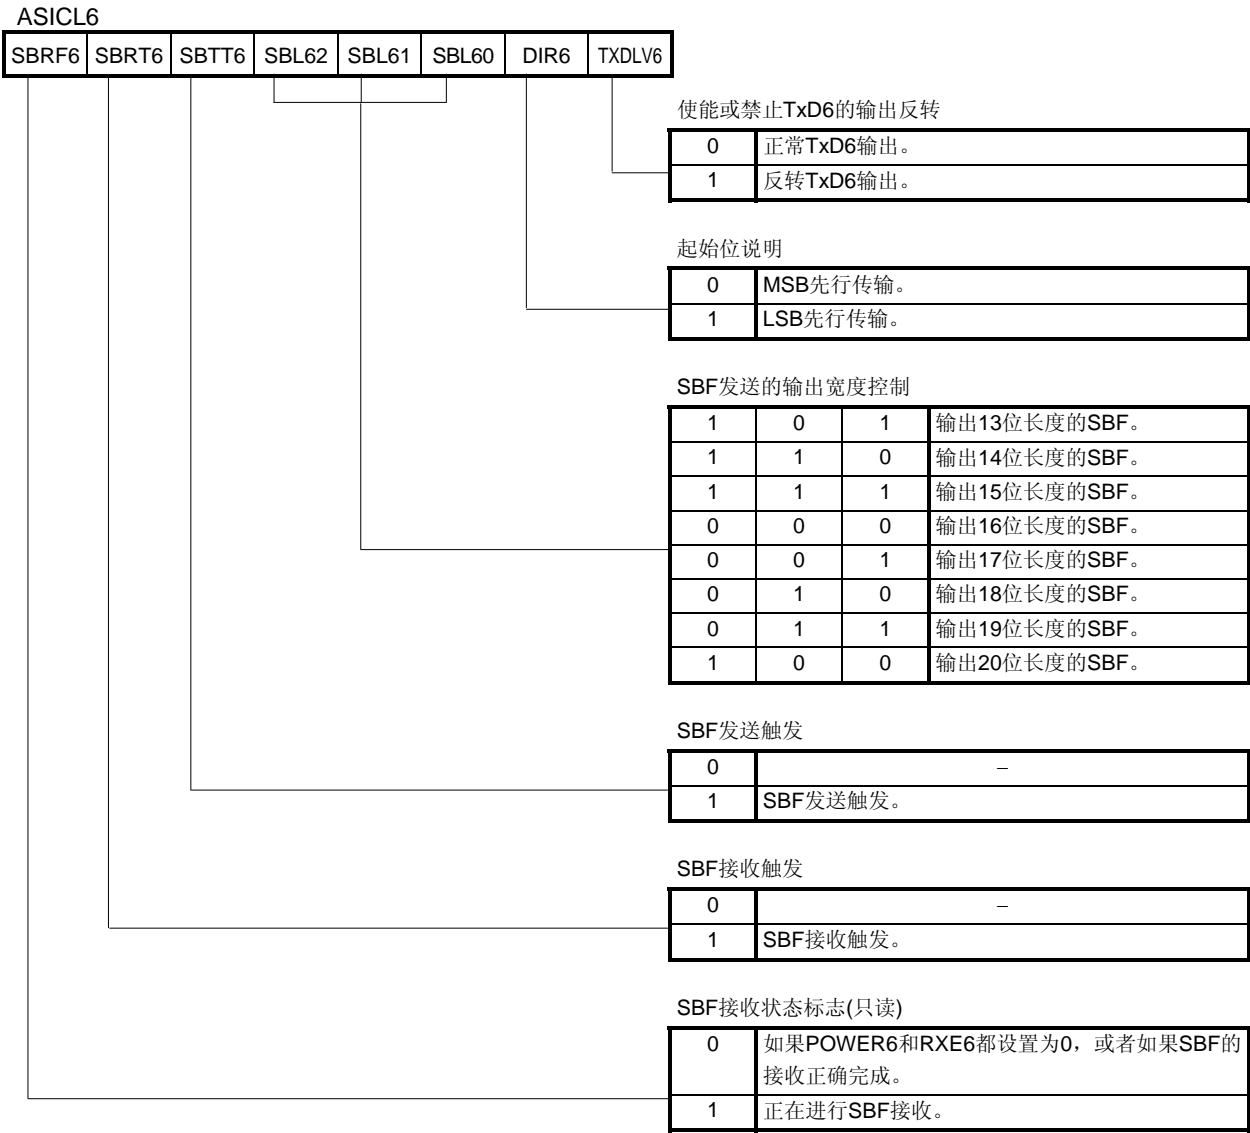 ASICL6
SBRF6 SBRT6 SBTT6 SBL62 SBL61 SBL60 DIR6 TXDLV6
使能或禁止TxD6的输出反转
0 正常TxD6输出。
1 反转TxD6输出。
起始位说明
0 MSB先行传输。
1 LSB先行传输。
SBF发送的输出宽度控制
1 0 1 输出13位长度的SBF。
1 1 0 输出14位长度的SBF。
1 1 1 输出15位长度的SBF。
0 0 0 输出16位长度的SBF。
0 0 1 输出17位长度的SBF。
0 1 0 输出18位长度的SBF。
0 1 1 输出19位长度的SBF。
1 0 0 输出20位长度的SBF。
SBF发送触发
0 –
1 SBF发送触发。
SBF接收触发
0 –
1 SBF接收触发。
SBF接收状态标志(只读)
0 如果POWER6和RXE6都设置为0，或者如果SBF的
接收正确完成。
1 正在进行SBF接收。